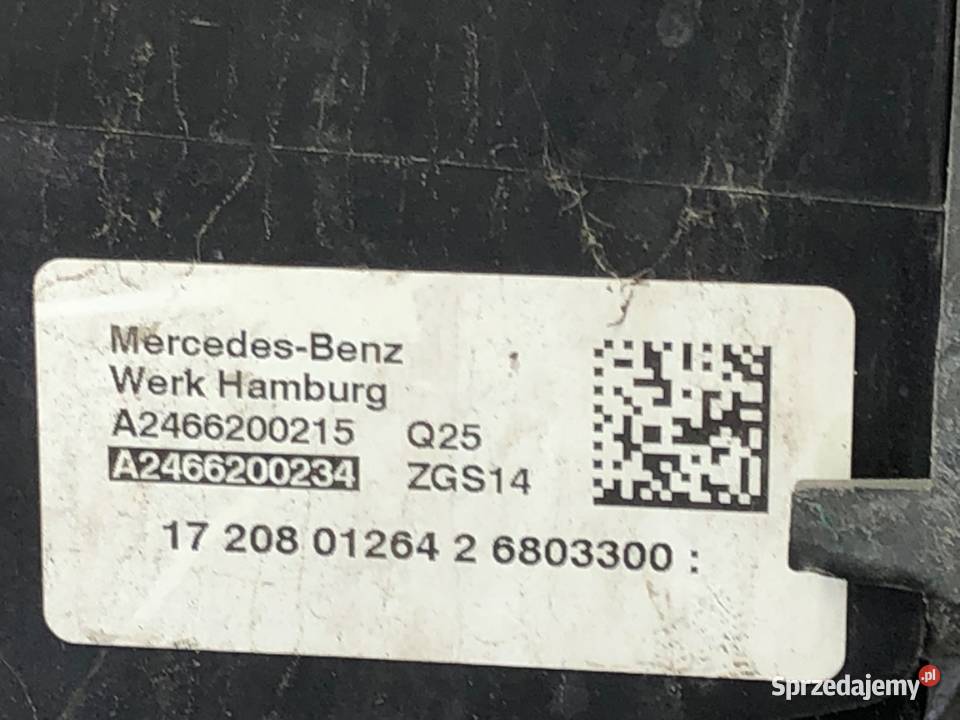 Mercedes-Benz
Werk Hamburg
A2466200215 Q25
A2466200234 ZGS14
17 208 01264 2 6803300 :
Sprzedajemy.pl